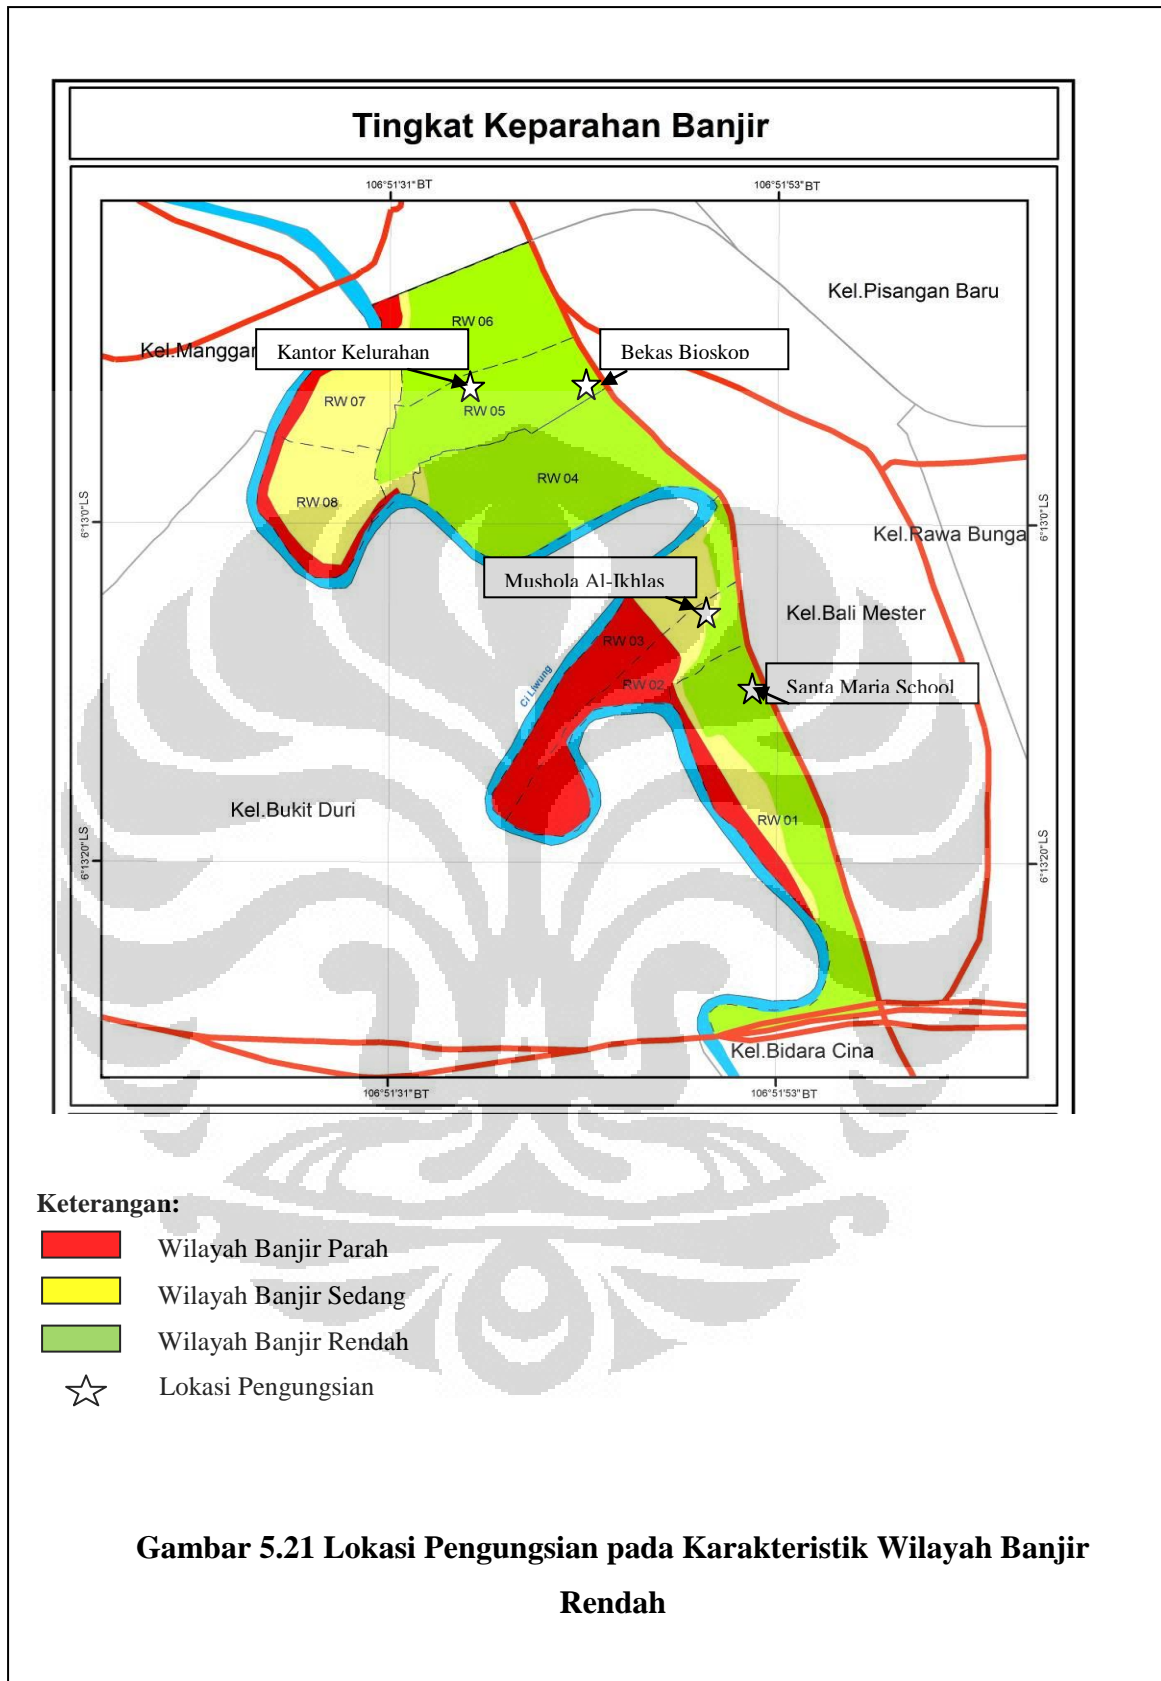 Tingkat Keparahan Banjir
106°51'31" BT
106°51'53" BT
Kel.Pisangan Baru
RW 06
Kantor Kelurahan
Bekas Bioskop
RW 07
RW 05
RW 04
RW 08
6°13'0" LS
6°13'0" LS
Kel.Rawa Bunga
Mushola Al-Ikhlas
Kel.Bali Mester
RW 03
RW 02
Ci Liwung
Santa Maria School
Kel.Bukit Duri
RW 01
6°13'20" LS
6°13'20" LS
Kel.Bidara Cina
106°51'31" BT
106°51'53" BT
Keterangan:
Wilayah Banjir Parah
Wilayah Banjir Sedang
Wilayah Banjir Rendah
Lokasi Pengungsian
Gambar 5.21 Lokasi Pengungsian pada Karakteristik Wilayah Banjir
Rendah